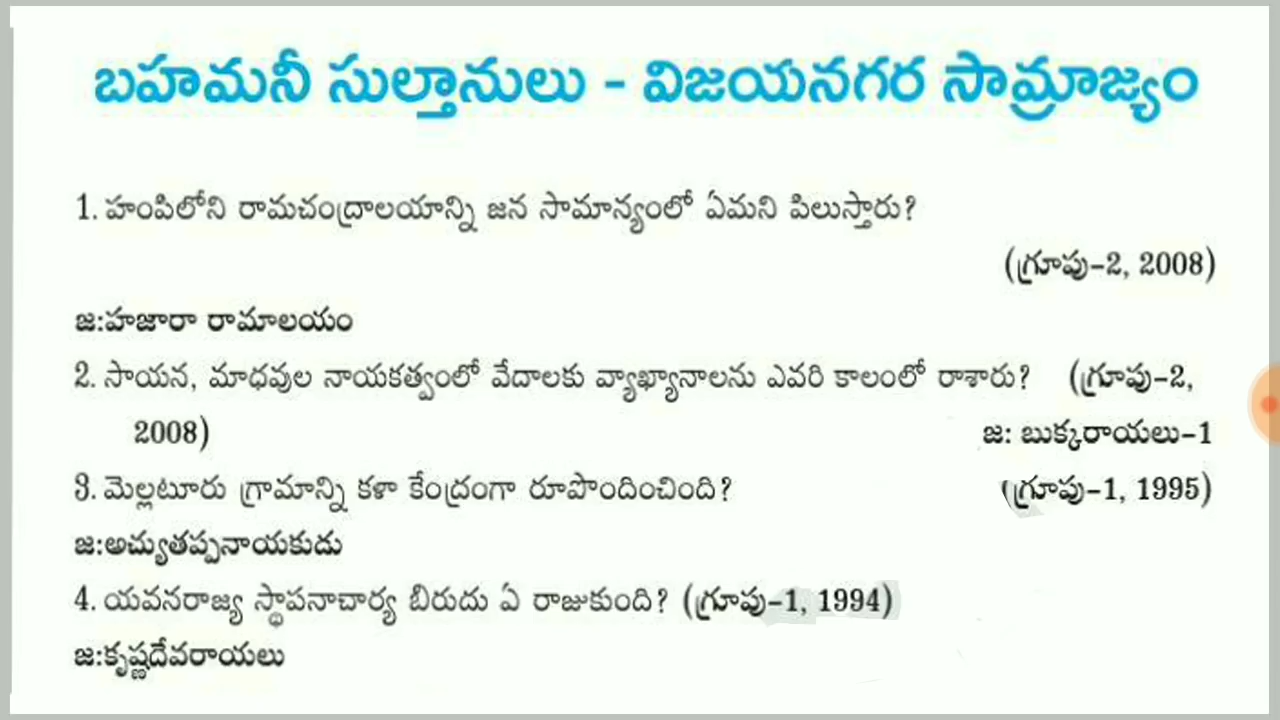 బహమనీ సుల్తానులు - విజయనగర సామ్రాజ్యం
1. హంపిలోని రామచంద్రాలయాన్ని జన సామాన్యంలో ఏమని పిలుస్తారు?
(గ్రూపు-2, 2008)
జ:హజారా రామాలయం
2. సాయన, మాధవుల నాయకత్వంలో వేదాలకు వ్యాఖ్యానాలను ఎవరి కాలంలో రాశారు? (గ్రూపు-2,
2008) జ: బుక్కరాయలు-1
3. మెల్లటూరు గ్రామాన్ని కళా కేంద్రంగా రూపొందించింది? (గ్రూపు-1, 1995)
జ:అచ్యుతప్పనాయకుడు
4. యవనరాజ్య స్థాపనాచార్య బిరుదు ఏ రాజుకుంది? (గ్రూపు-1, 1994)
జ:కృష్ణదేవరాయలు